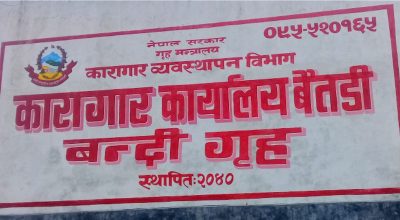 ०९५-५२०१६५
नेपाल सरकार
गृह मन्त्रालय
कारागार व्यवस्थापन विभाग
कारागार कार्यालय बैतडी
बन्दी गृह
स्थापितः२०४०